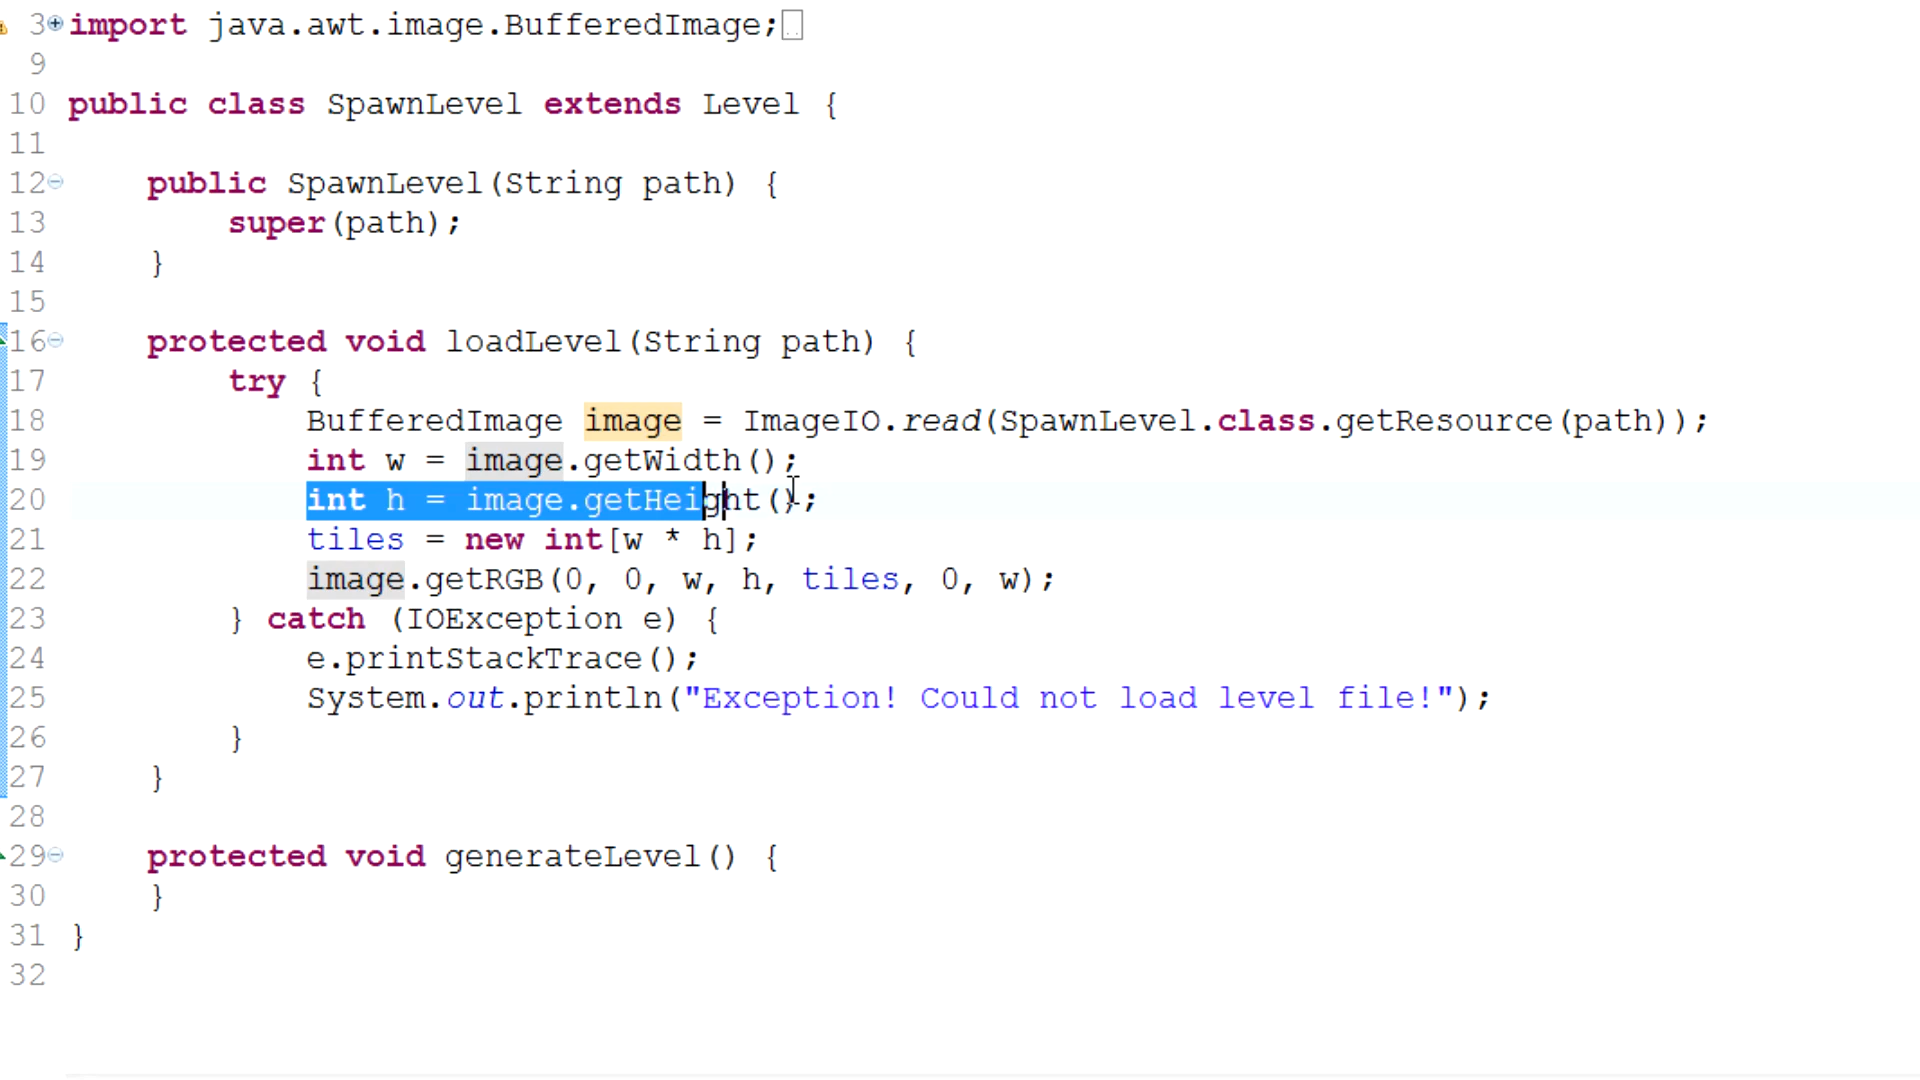 3 import java.awt.image.BufferedImage;
9
10 public class SpawnLevel extends Level {
11
12 public SpawnLevel(String path) {
13 super(path);
14 }
15
16 protected void loadLevel(String path) {
17 try {
18 BufferedImage image = ImageIO.read(SpawnLevel.class.getResource(path));
19 int w = image.getWidth();
20 int h = image.getHeight();
21 tiles = new int[w * h];
22 image.getRGB(0, 0, w, h, tiles, 0, w);
23 } catch (IOException e) {
24 e.printStackTrace();
25 System.out.println("Exception! Could not load level file!");
26 }
27 }
28
29 protected void generateLevel() {
30 }
31 }
32